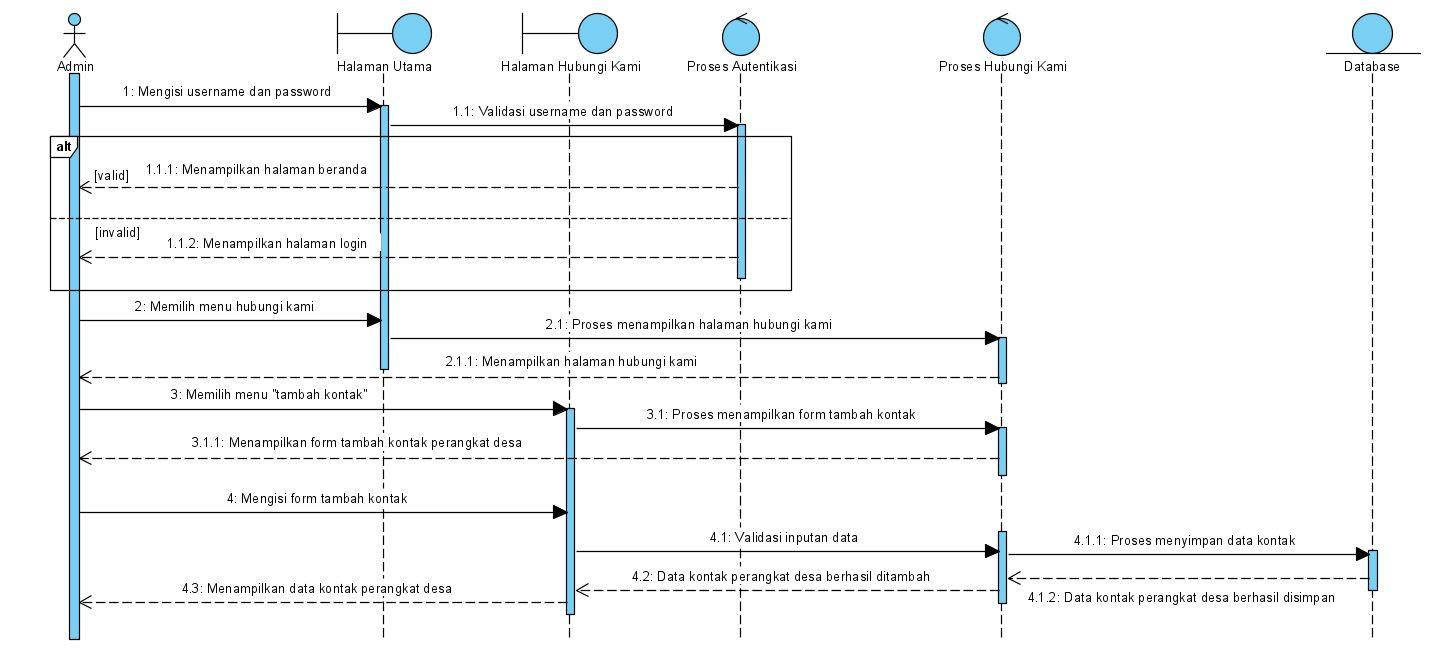 Admin
Halaman Utama
Halaman Hubungi Kami
Proses Autentikasi
Proses Hubungi Kami
Database
1: Mengisi username dan password
1.1: Validasi username dan password
alt
[valid]
1.1.1: Menampilkan halaman beranda
[invalid]
1.1.2: Menampilkan halaman login
2: Memilih menu hubungi kami
2.1: Proses menampilkan halaman hubungi kami
2.1.1: Menampilkan halaman hubungi kami
3: Memilih menu "tambah kontak"
3.1: Proses menampilkan form tambah kontak
3.1.1: Menampilkan form tambah kontak perangkat desa
4: Mengisi form tambah kontak
4.1: Validasi inputan data
4.1.1: Proses menyimpan data kontak
4.2: Data kontak perangkat desa berhasil ditambah
4.3: Menampilkan data kontak perangkat desa
4.1.2: Data kontak perangkat desa berhasil disimpan